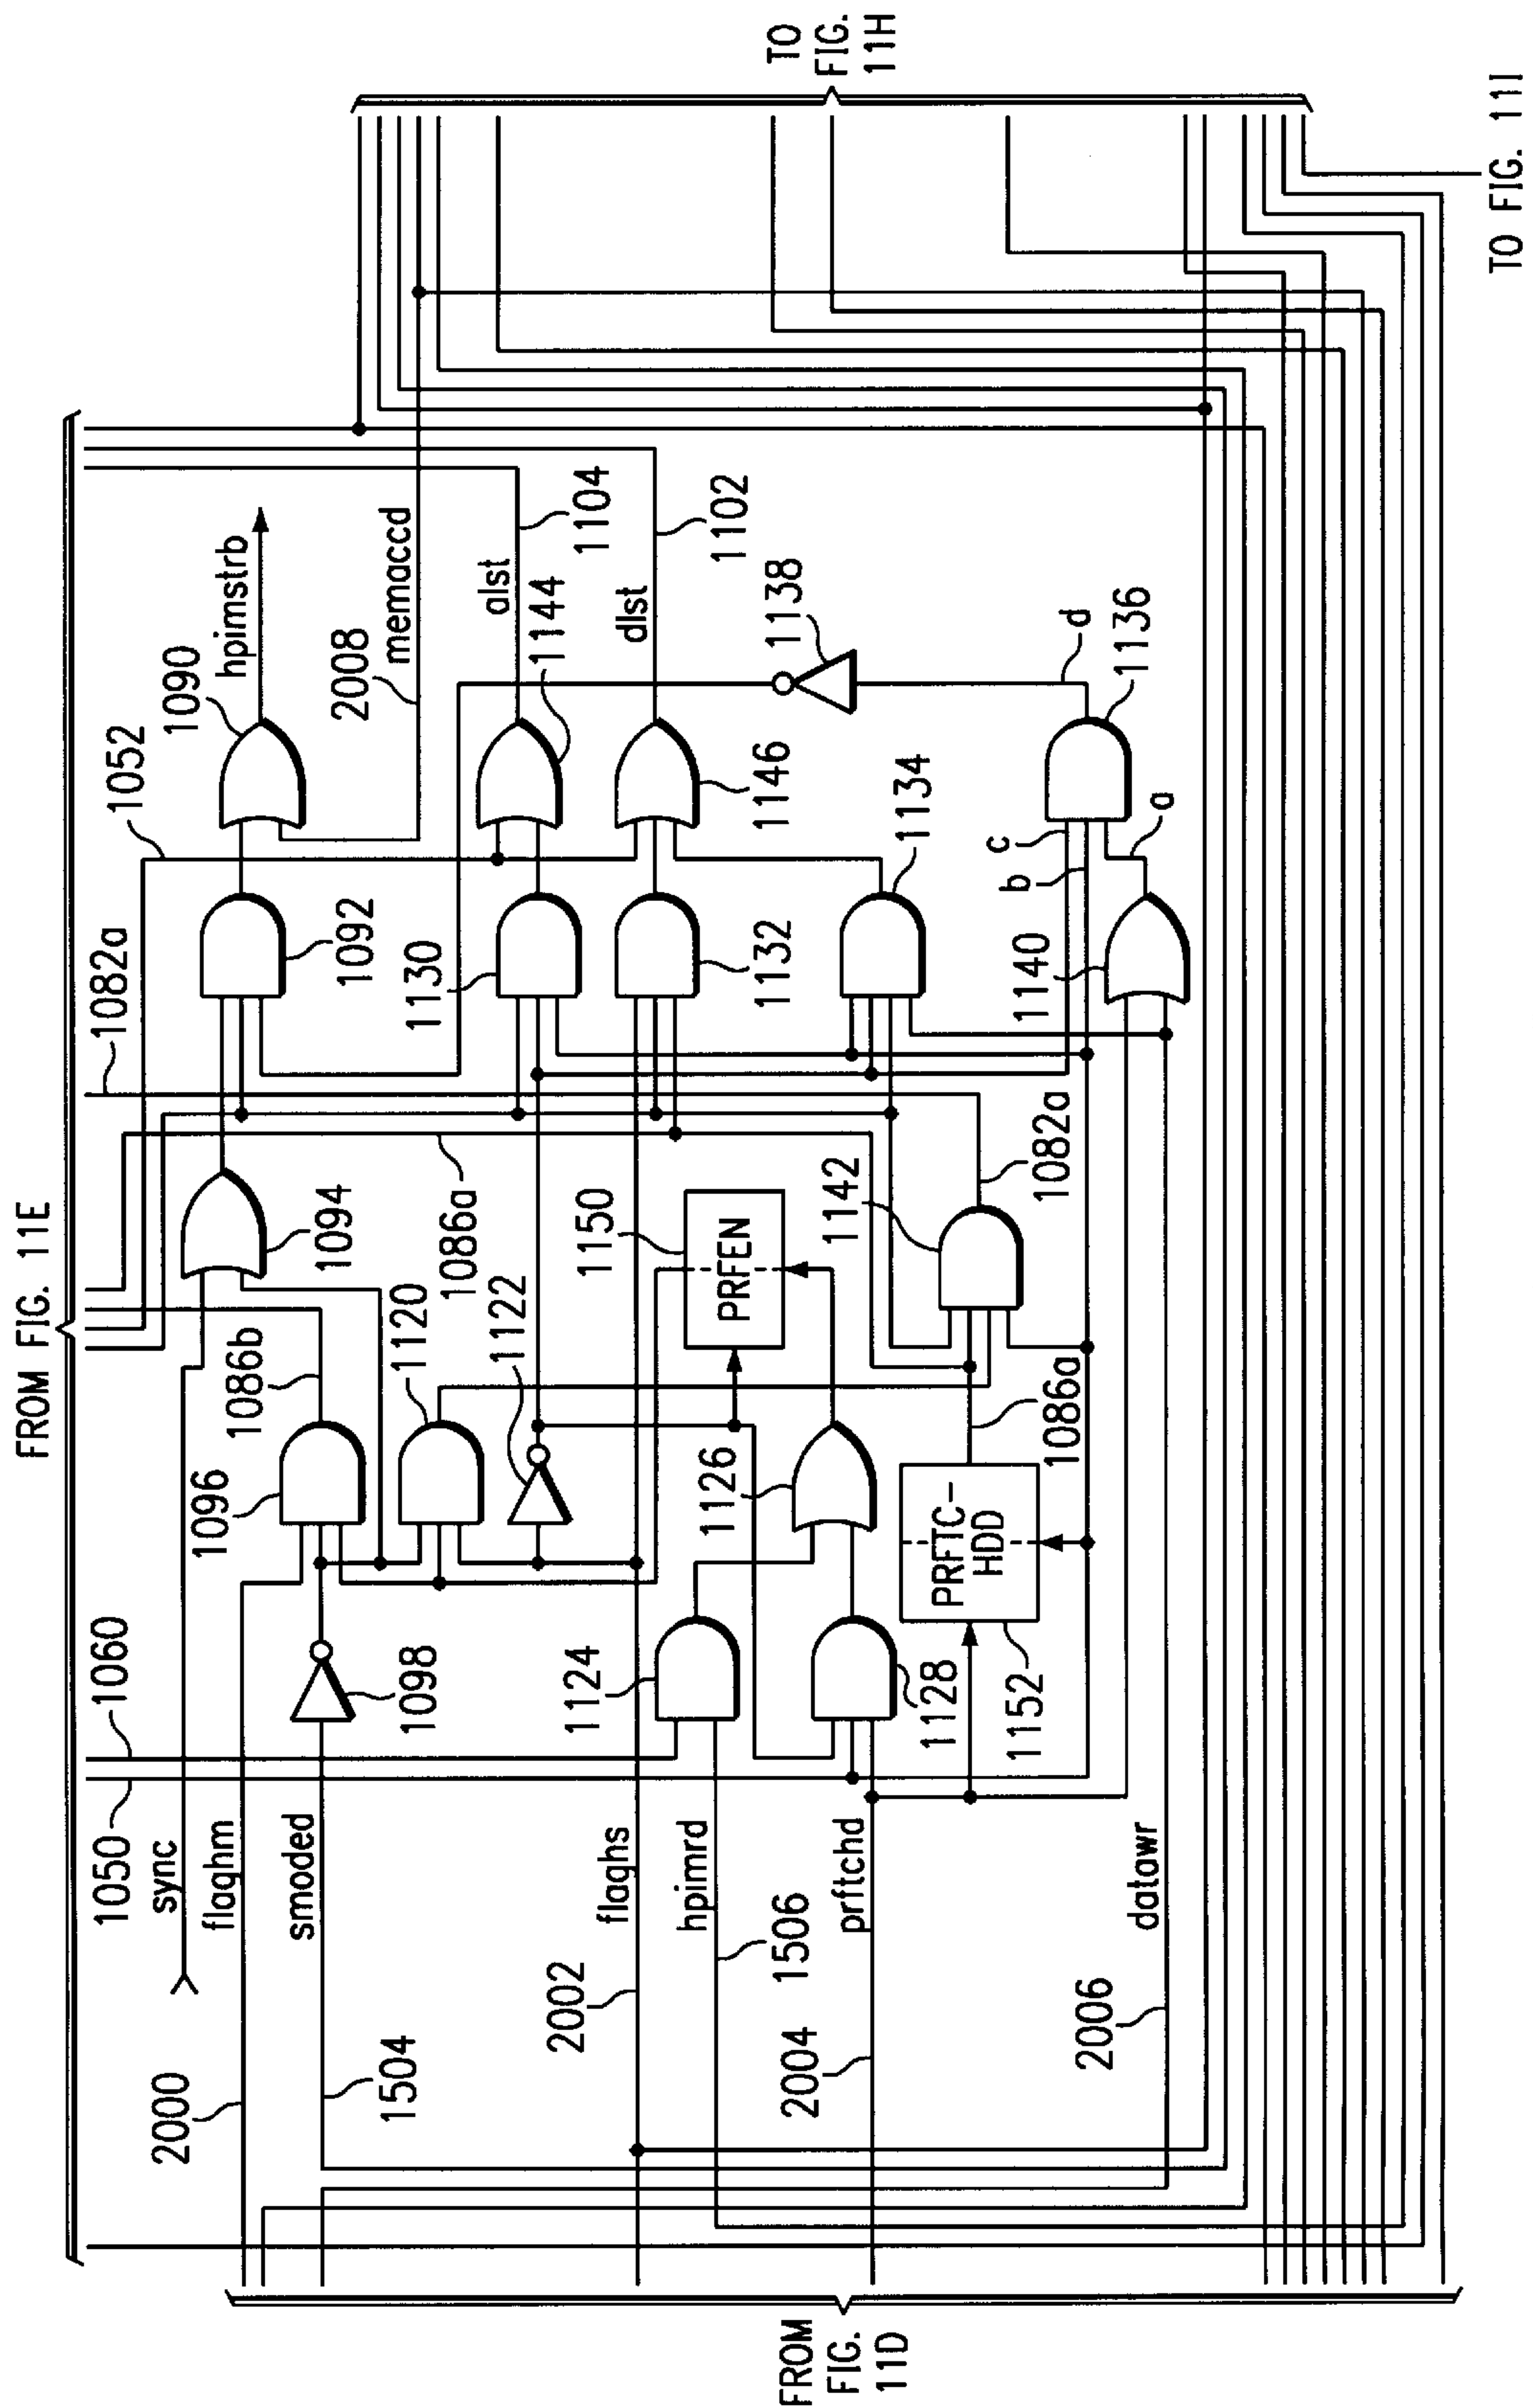 FROM FIG. 11E
1050
1060
1082a
1052
sync
2000
flaghm
1096
1086b
1094
1092
1090
hpimstrb
smoded
1504
1098
1120
1086a
1122
1130
2008
memaccd
alst
1104
1144
2002
flaghs
1124
1150
PRFEN
1132
dlst
1102
1146
hpimrd
1506
1126
1138
2004
prftchd
1128
1142
1134
PRFTC-
HDD
1152
1086a
1082a
1140
c
b
a
d
1136
2006
datawr
FROM
FIG.
11D
TO
FIG.
11H
TO FIG. 11I